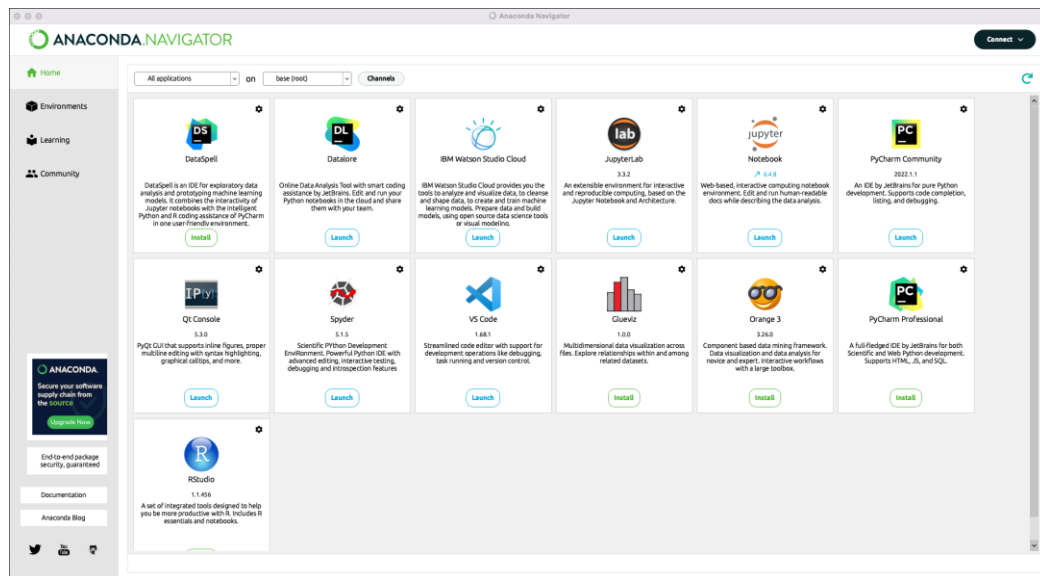 Anaconda Navigator
ANACONDA.NAVIGATOR
Connect
Home
All applications
on
base (root)
Channels
Environments
Learning
Community
DS
DataSpell
DataSpell is an IDE for exploratory data
analysis and prototyping machine learning
models. It combines the interactivity of
Jupyter notebooks with the intelligent
Python and R coding assistance of PyCharm
in one user-friendly environment.
Install
DL
Datalore
Online Data Analysis Tool with smart coding
assistance by JetBrains. Edit and run your
Python notebooks in the cloud and share
them with your team.
Launch
IBM Watson Studio Cloud
IBM Watson Studio Cloud provides you the
tools to analyze and visualize data, to cleanse
and shape data, to create and train machine
learning models. Prepare data and build
models, using open source data science tools
or visual modeling.
Launch
lab
JupyterLab
3.3.2
An extensible environment for interactive
and reproducible computing, based on the
Jupyter Notebook and Architecture.
Launch
jupyter
Notebook
6.4.8
Web-based, interactive computing notebook
environment. Edit and run human-readable
docs while describing the data analysis.
Launch
PC
PyCharm Community
2022.1.1
An IDE by JetBrains for pure Python
development. Supports code completion,
listing, and debugging.
Launch
IP[y]:
Qt Console
5.3.0
PyQt GUI that supports inline figures, proper
multiline editing with syntax highlighting,
graphical calltips, and more.
Launch
Spyder
5.1.5
Scientific PYthon Development
EnviRonment. Powerful Python IDE with
advanced editing, interactive testing,
debugging and introspection features
Launch
VS Code
1.68.1
Streamlined code editor with support for
development operations like debugging,
task running and version control.
Launch
Glueviz
1.0.0
Multidimensional data visualization across
files. Explore relationships within and among
related datasets.
Install
Orange 3
3.26.0
Component based data mining framework.
Data visualization and data analysis for
novice and expert. Interactive workflows
with a large toolbox.
Install
PC
PyCharm Professional
A full-fledged IDE by JetBrains for both
Scientific and Web Python development.
Supports HTML, JS, and SQL.
Install
R
RStudio
1.1.456
A set of integrated tools designed to help
you be more productive with R. Includes R
essentials and notebooks.
ANACONDA.
Secure your software
supply chain from
the source
Upgrade Now
End-to-end package
security, guaranteed
Documentation
Anaconda Blog
You
Tube